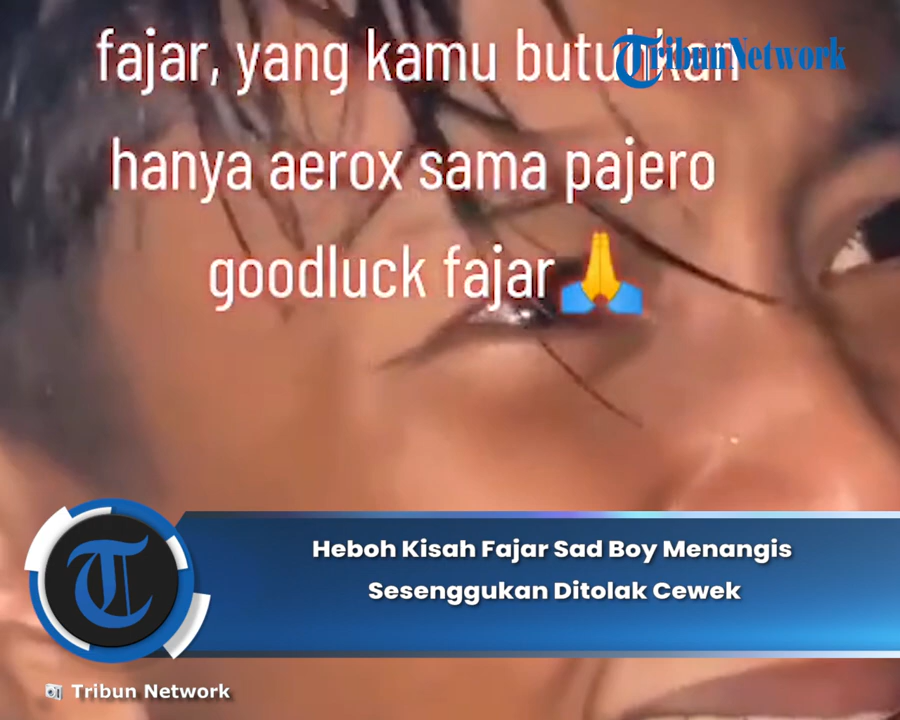 fajar, yang kamu butuhkan
TribunNetwork
hanya aerox sama pajero
goodluck fajar🙏
Heboh Kisah Fajar Sad Boy Menangis
Sesenggukan Ditolak Cewek
T
Tribun Network